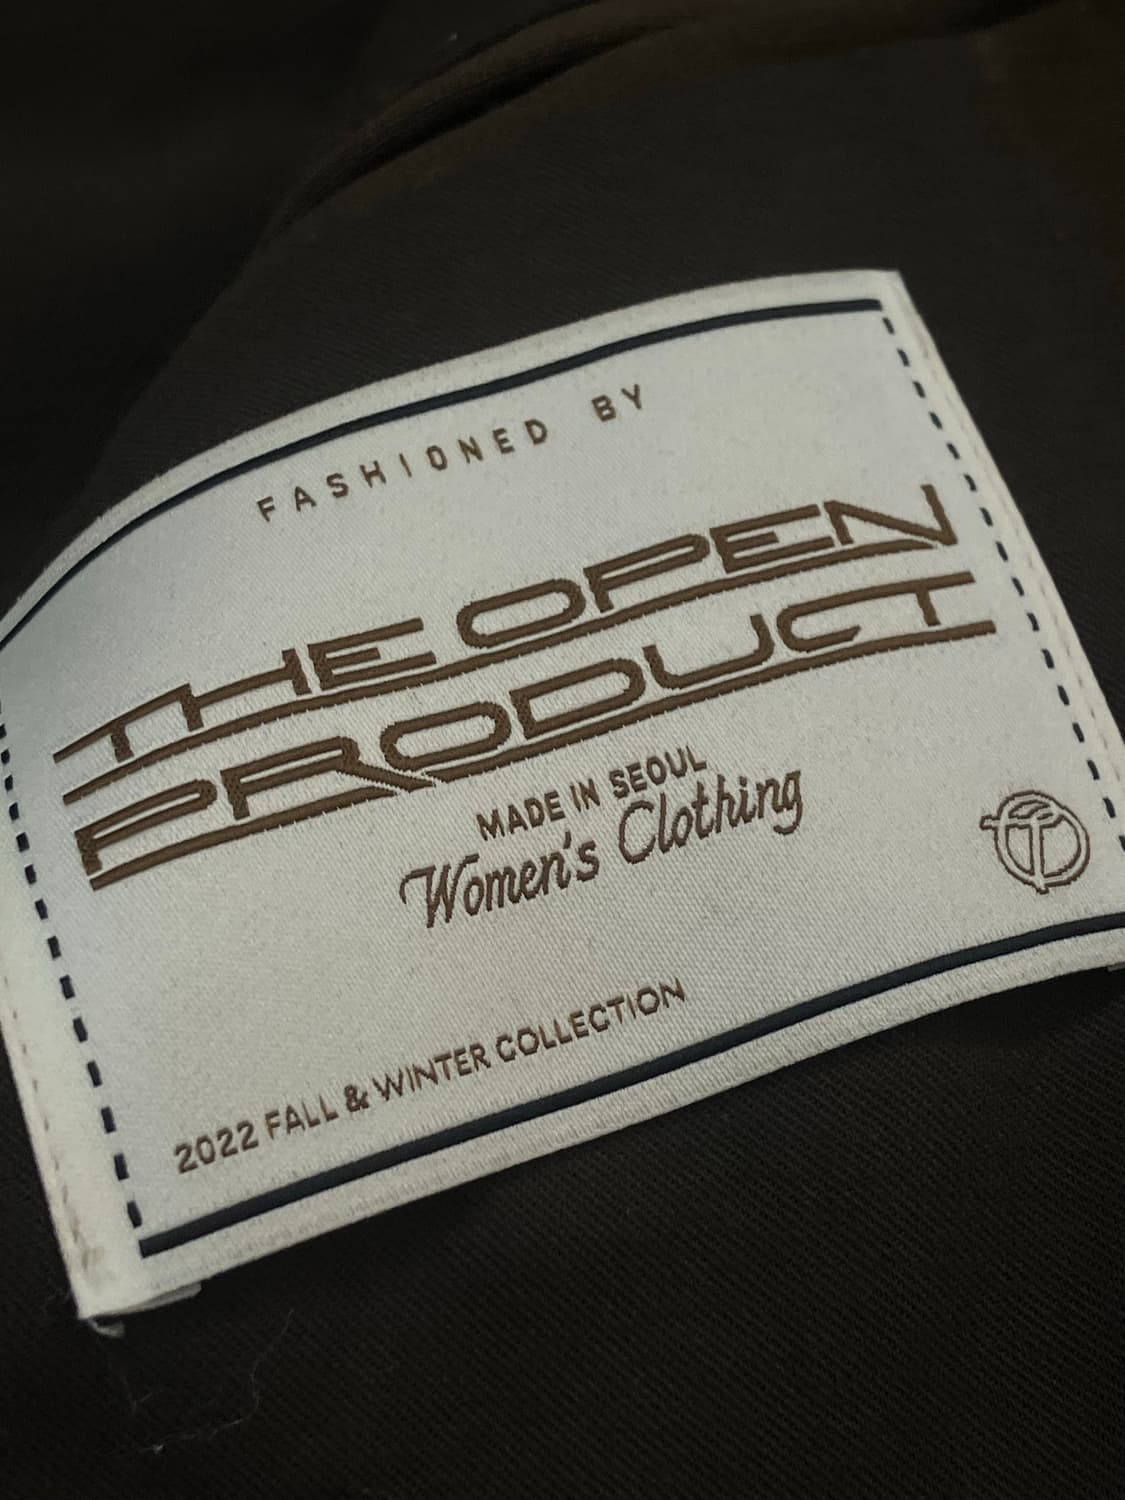 FASHIONED BY
THE OPEN
PRODUCT
MADE IN SEOUL
Women's Clothing
2022 FALL & WINTER COLLECTION